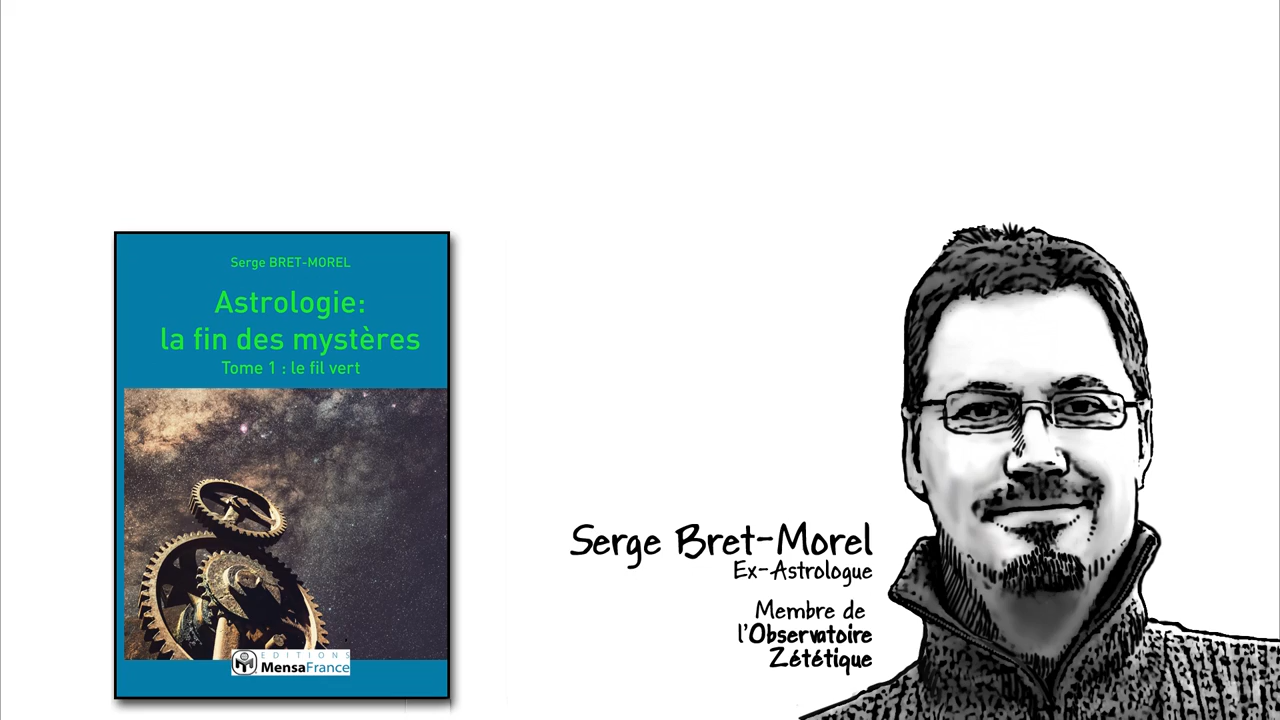 Serge BRET-MOREL
Astrologie:
la fin des mystères
Tome 1 : le fil vert
EDITIONS
MensaFrance
Serge Bret-Morel
Ex-Astrologue
Membre de
l'Observatoire
Zététique